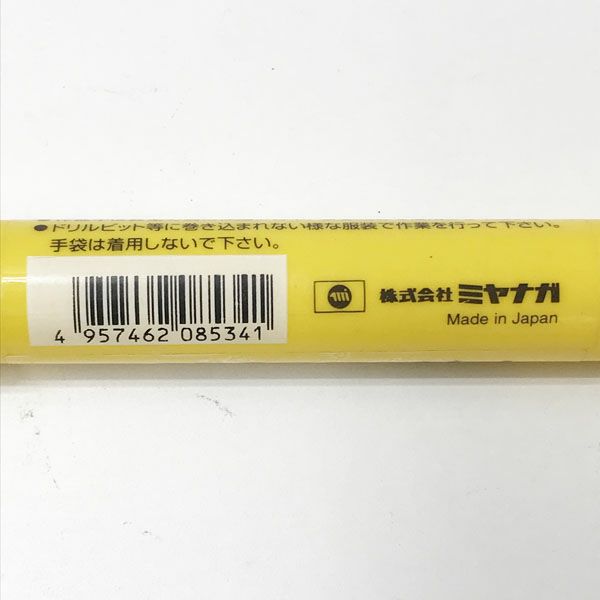 ●ドリルビット等に巻き込まれない様な服装で作業を行って下さい。
手袋は着用しないで下さい。
4 957462 085341
株式会社 ミヤナガ
Made in Japan